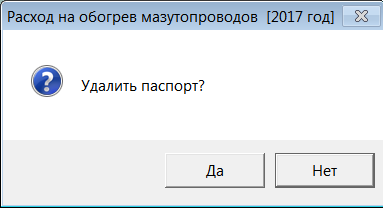 Расход на обогрев мазутопроводов [2017 год]
Удалить паспорт?
Да
Нет